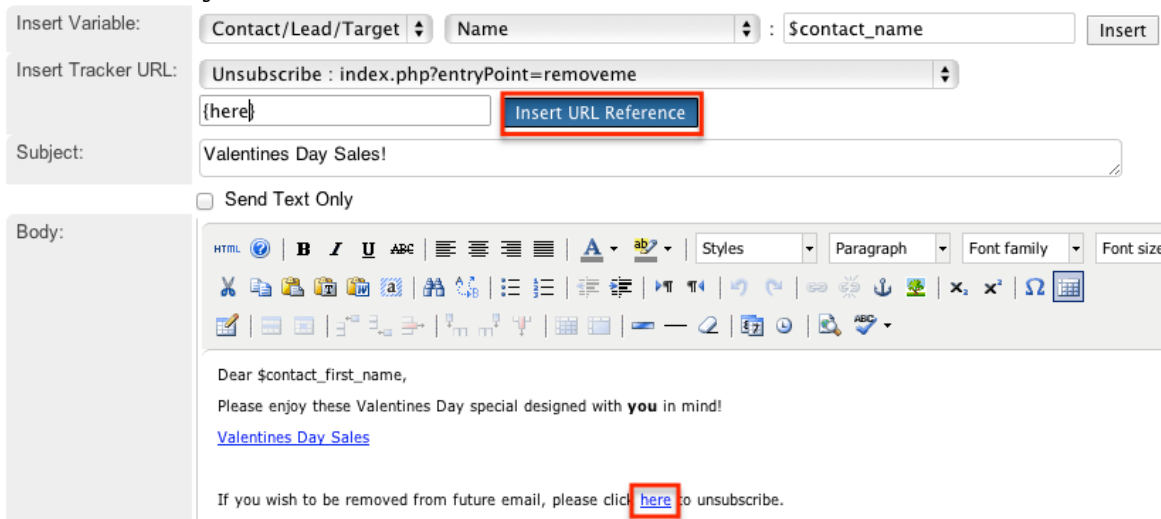 Insert Variable: Contact/Lead/Target Name : $contact_name Insert
Insert Tracker URL: Unsubscribe : index.php?entryPoint=removeme
{here} Insert URL Reference
Subject: Valentines Day Sales!
Send Text Only
Body:
HTML B I U ABC A ab Styles Paragraph Font family Font size
Ω
ABC
Dear $contact_first_name,
Please enjoy these Valentines Day special designed with you in mind!
Valentines Day Sales
If you wish to be removed from future email, please click here to unsubscribe.